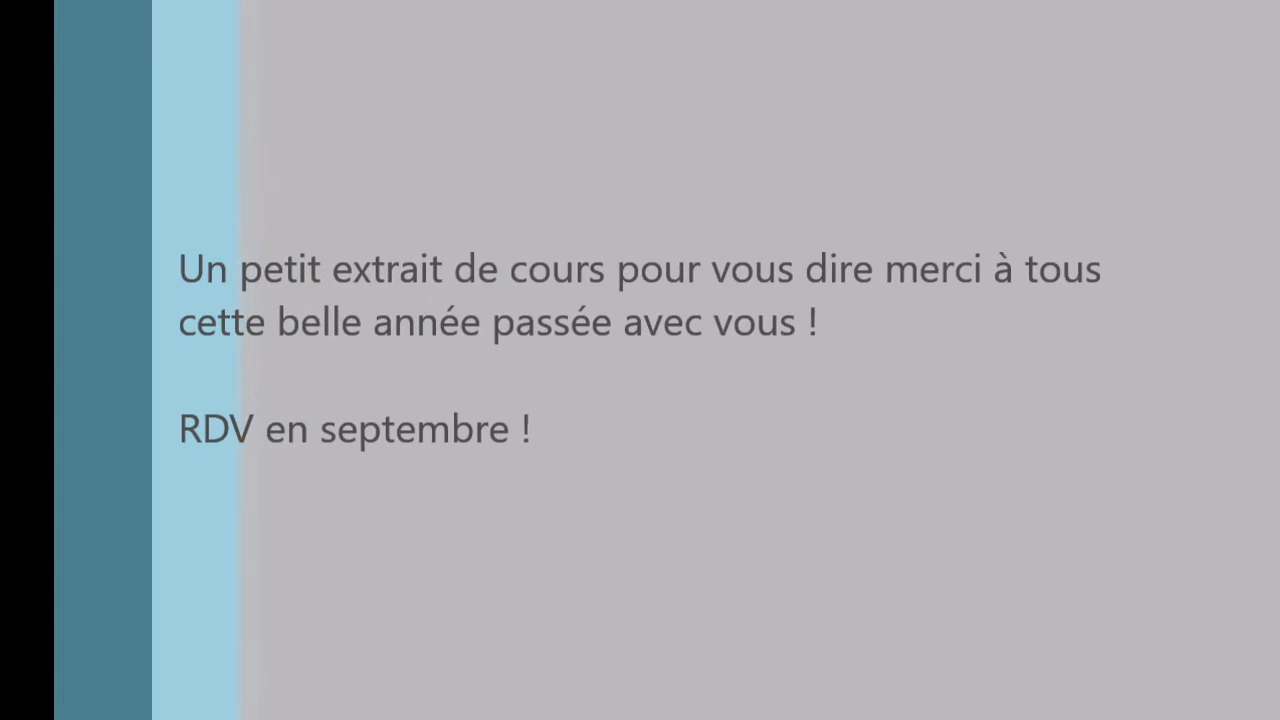 Un petit extrait de cours pour vous dire merci à tous
cette belle année passée avec vous !
RDV en septembre !